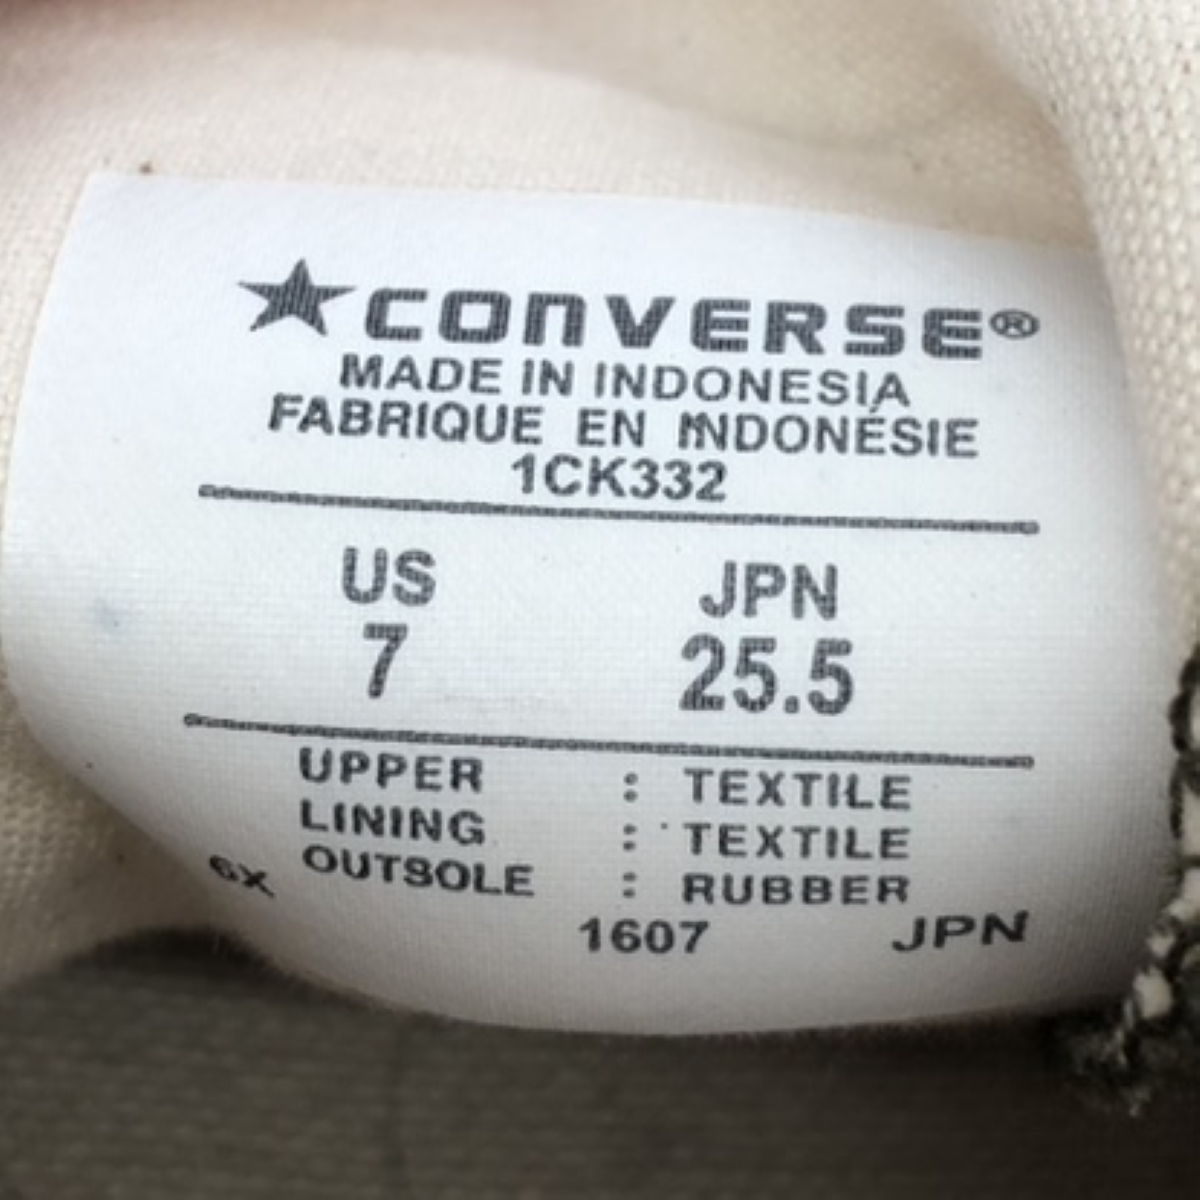 ★CONVERSE®
MADE IN INDONESIA
FABRIQUE EN INDONÉSIE
1CK332
US JPN
7 25.5
UPPER : TEXTILE
LINING : TEXTILE
OUTSOLE : RUBBER
6X
1607 JPN